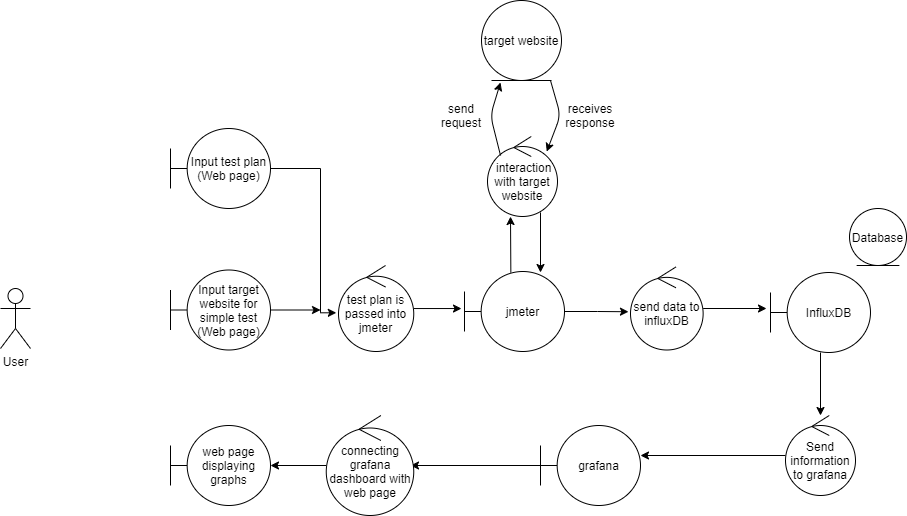 target website
send
request
receives
response
Input test plan
(Web page)
interaction
with target
website
Database
Input target
website for
simple test
(Web page)
test plan is
passed into
jmeter
jmeter
send data to
influxDB
InfluxDB
User
web page
displaying
graphs
connecting
grafana
dashboard with
web page
grafana
Send
information
to grafana